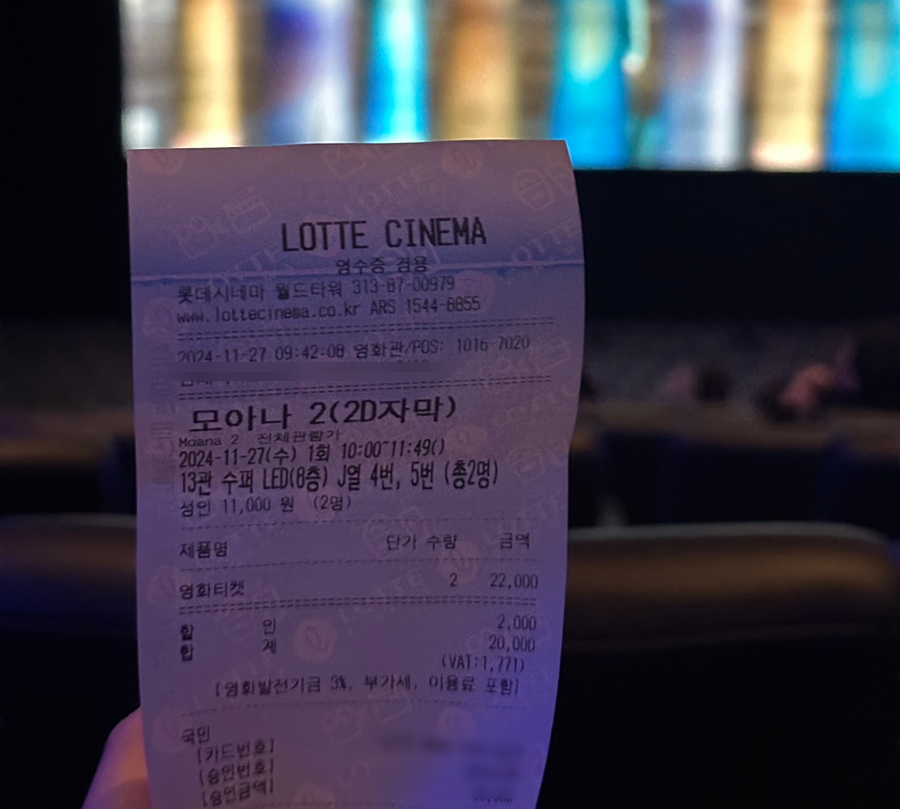 LOTTE CINEMA
영수증 겸용
롯데시네마 월드타워 313-87-00979
www.lottecinema.co.kr ARS 1544-8855
2024-11-27 09:42:08 영화관/POS: 1016-7020
모아나 2(2D자막)
Moana 2 전체관람가
2024-11-27(수) 1회 10:00~11:49()
13관 수퍼 LED(8층) J열 4번, 5번 (총2명)
성인 11,000 원 (2명)
제품명 단가 수량 금액
영화티켓 2 22,000
할 인 2,000
합 계 20,000
(VAT:1,771)
[영화발전기금 3%, 부가세, 이용료 포함]
국민
[카드번호]
[승인번호]
[승인금액]